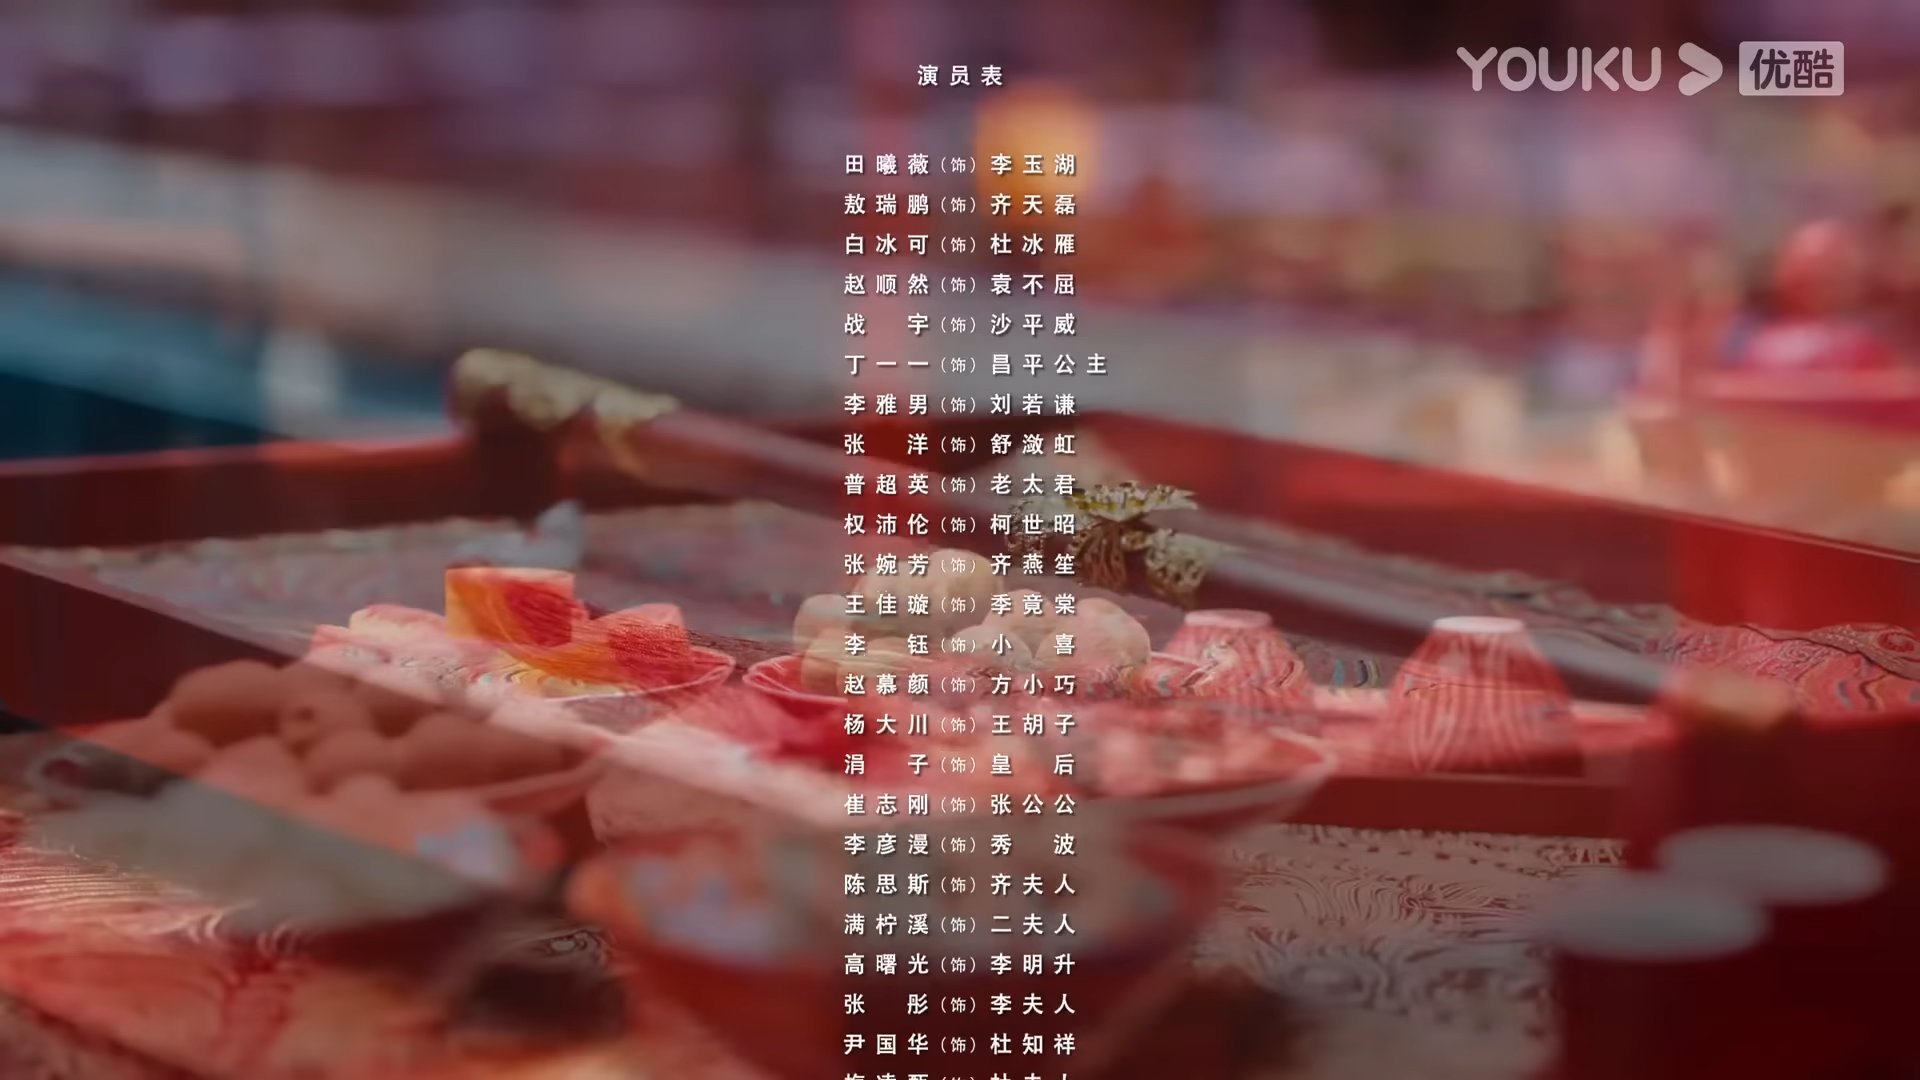 YOUKU 优酷
演员表
田曦薇（饰）李玉湖
敖瑞鹏（饰）齐天磊
白冰可（饰）杜冰雁
赵顺然（饰）袁不屈
战　宇（饰）沙平威
丁一一（饰）昌平公主
李雅男（饰）刘若谦
张　洋（饰）舒潋虹
普超英（饰）老太君
权沛伦（饰）柯世昭
张婉芳（饰）齐燕笙
王佳璇（饰）季竟棠
李　钰（饰）小　喜
赵慕颜（饰）方小巧
杨大川（饰）王胡子
涓　子（饰）皇　后
崔志刚（饰）张公公
李彦漫（饰）秀　波
陈思斯（饰）齐夫人
满柠溪（饰）二夫人
高曙光（饰）李明升
张　彤（饰）李夫人
尹国华（饰）杜知祥